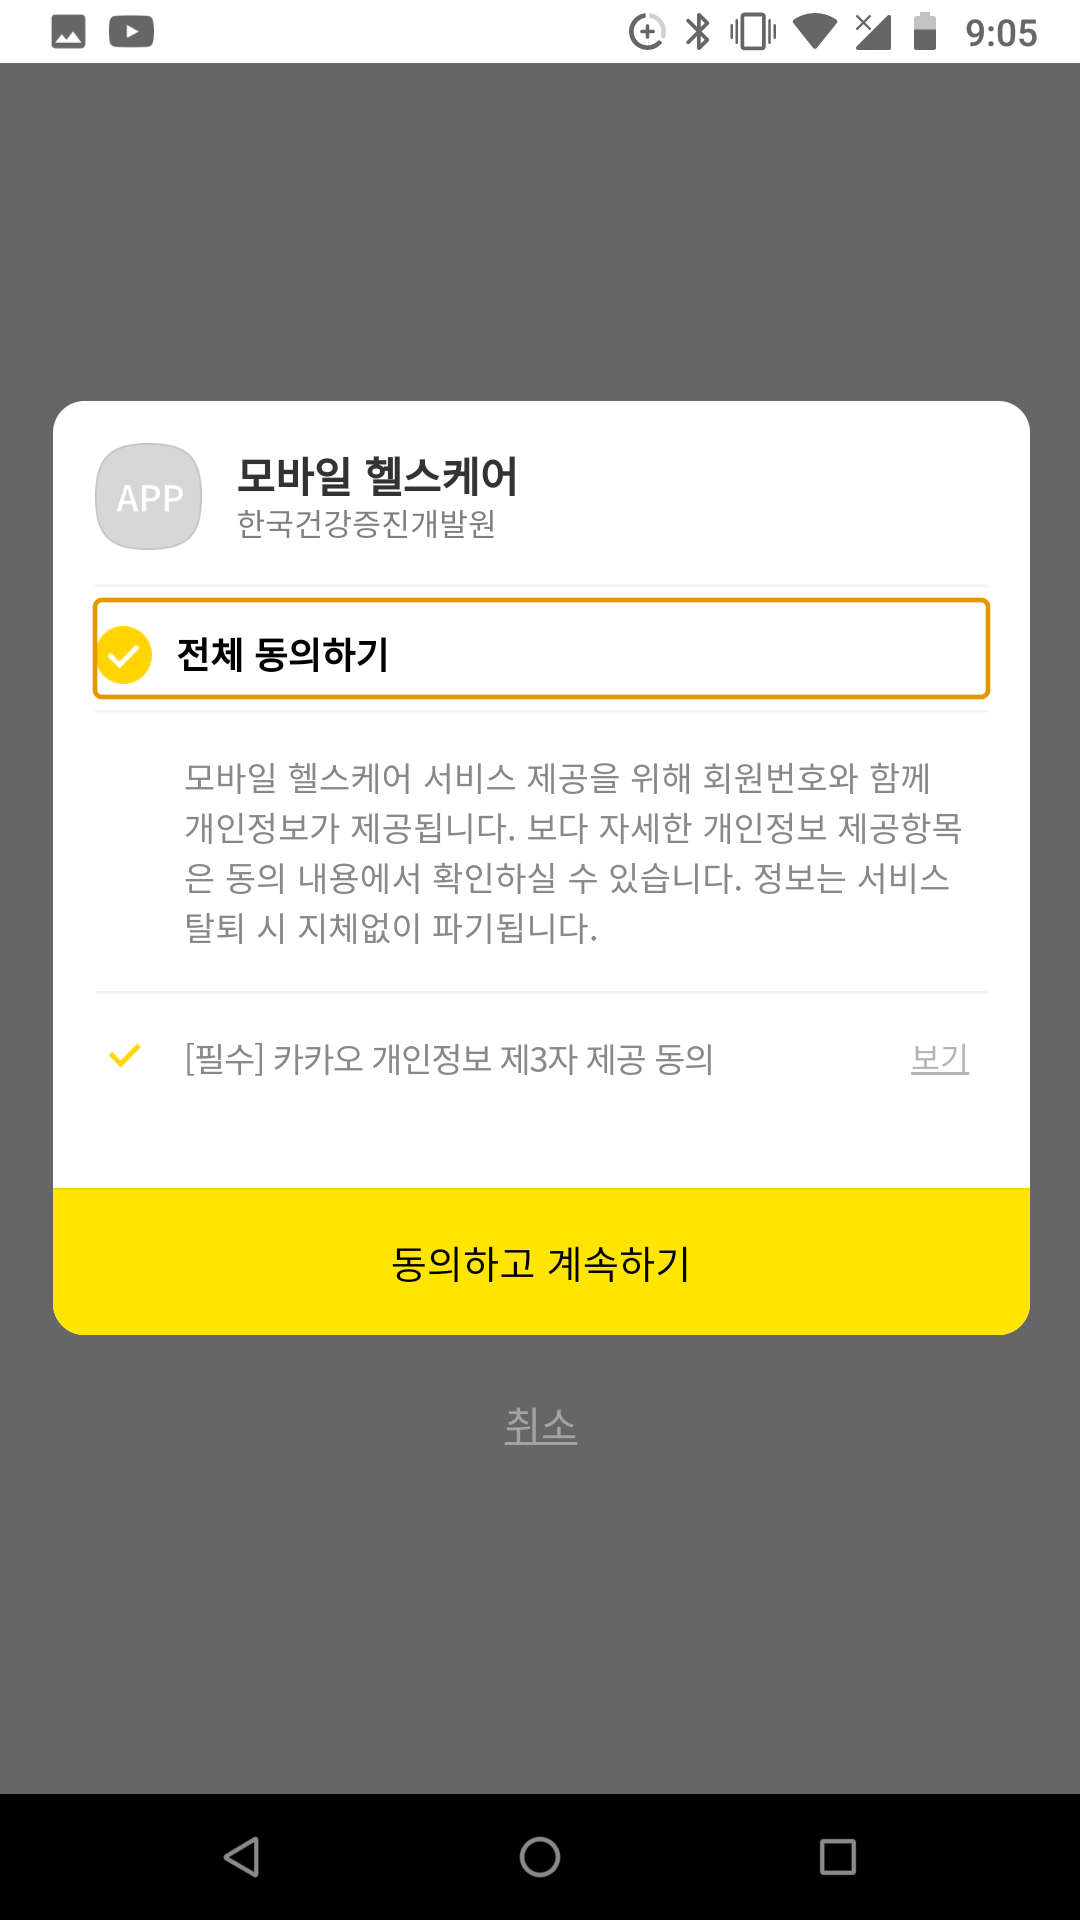 9:05
APP
모바일 헬스케어
한국건강증진개발원
전체 동의하기
모바일 헬스케어 서비스 제공을 위해 회원번호와 함께
개인정보가 제공됩니다. 보다 자세한 개인정보 제공항목
은 동의 내용에서 확인하실 수 있습니다. 정보는 서비스
탈퇴 시 지체없이 파기됩니다.
[필수] 카카오 개인정보 제3자 제공 동의 보기
동의하고 계속하기
취소